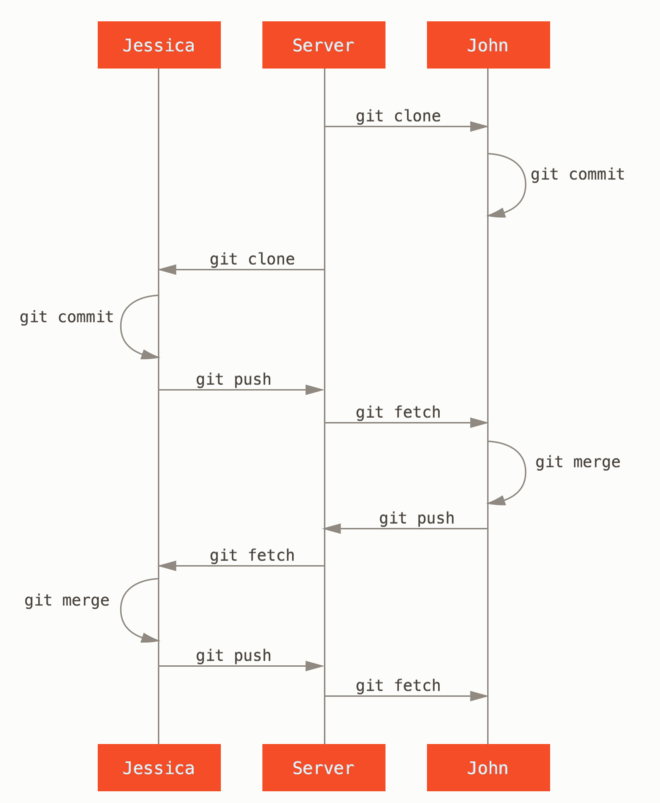 Jessica
Server
John
git clone
git commit
git clone
git commit
git push
git fetch
git merge
git push
git fetch
git merge
git push
git fetch
Jessica
Server
John